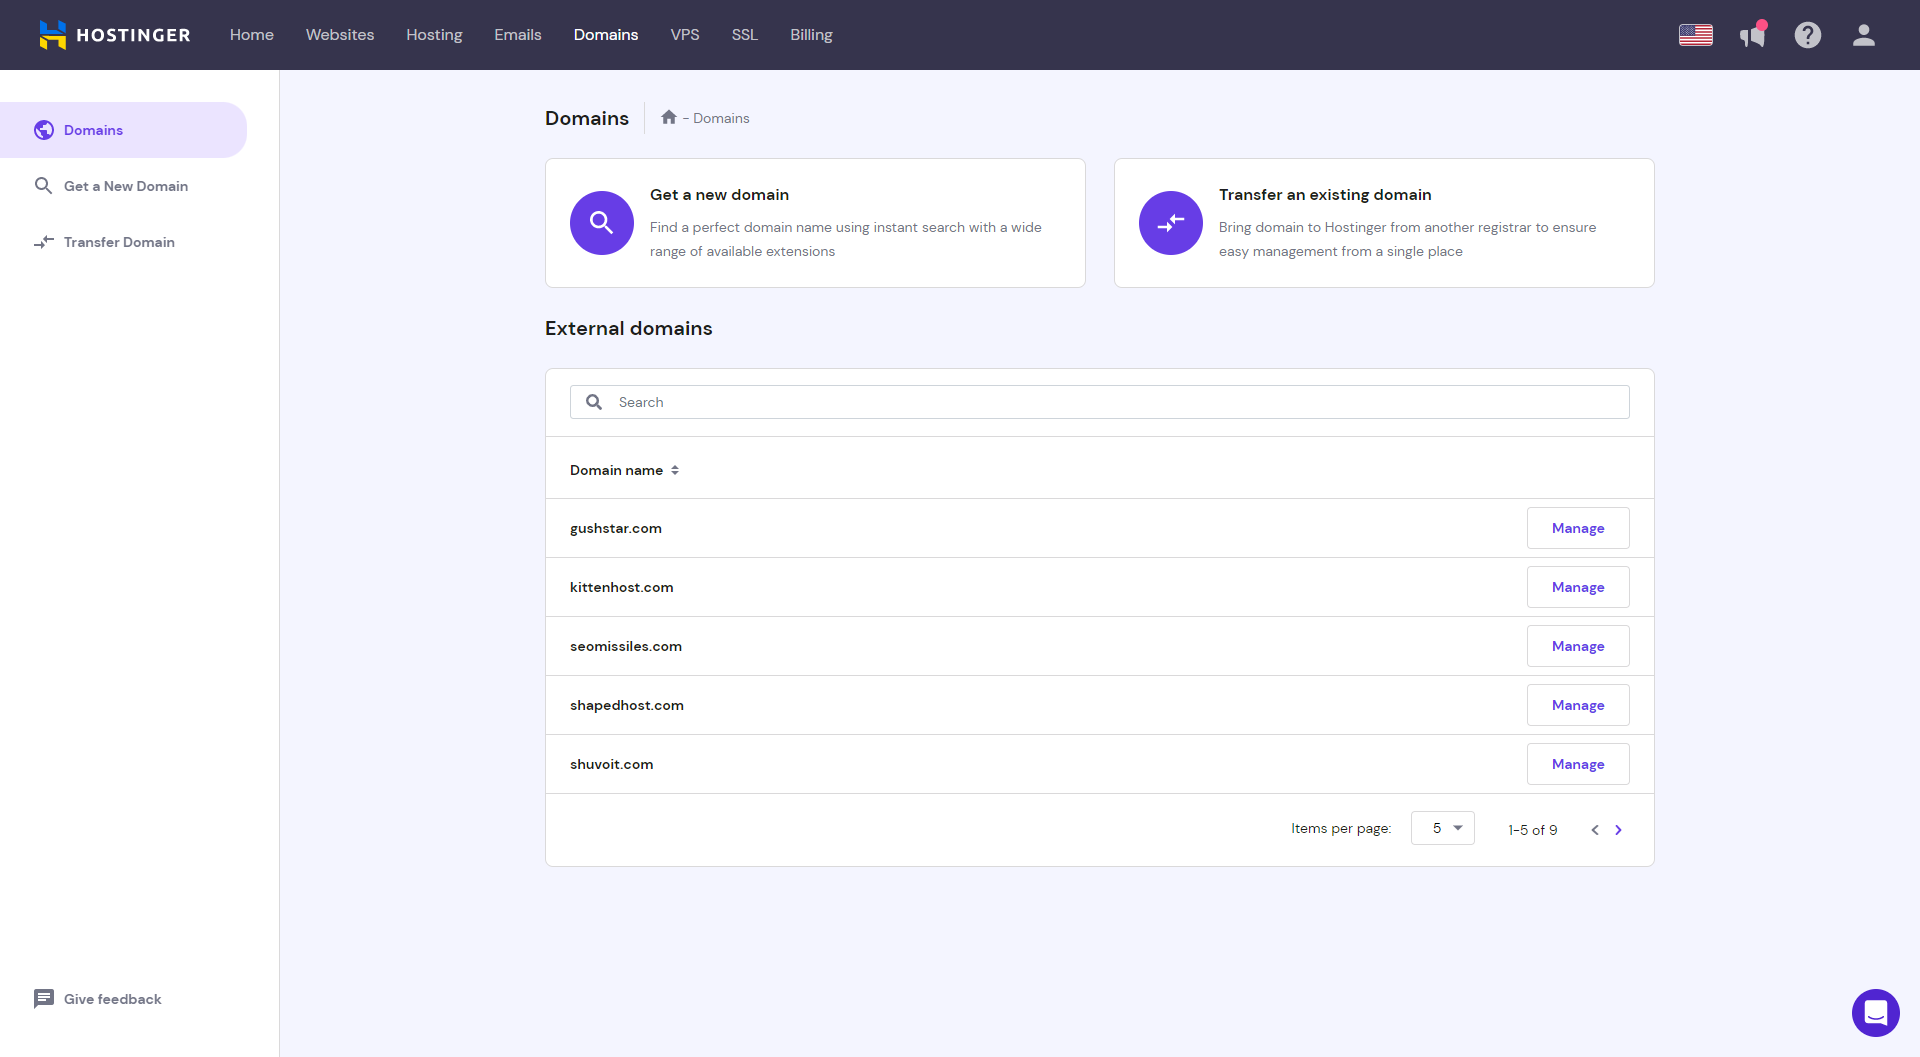 HOSTINGER Home Websites Hosting Emails Domains VPS SSL Billing
Domains
Get a New Domain
Transfer Domain
Give feedback
Domains - Domains
Get a new domain
Find a perfect domain name using instant search with a wide
range of available extensions
Transfer an existing domain
Bring domain to Hostinger from another registrar to ensure
easy management from a single place
External domains
Search
Domain name
gushstar.com Manage
kittenhost.com Manage
seomissiles.com Manage
shapedhost.com Manage
shuvoit.com Manage
Items per page: 5 1-5 of 9